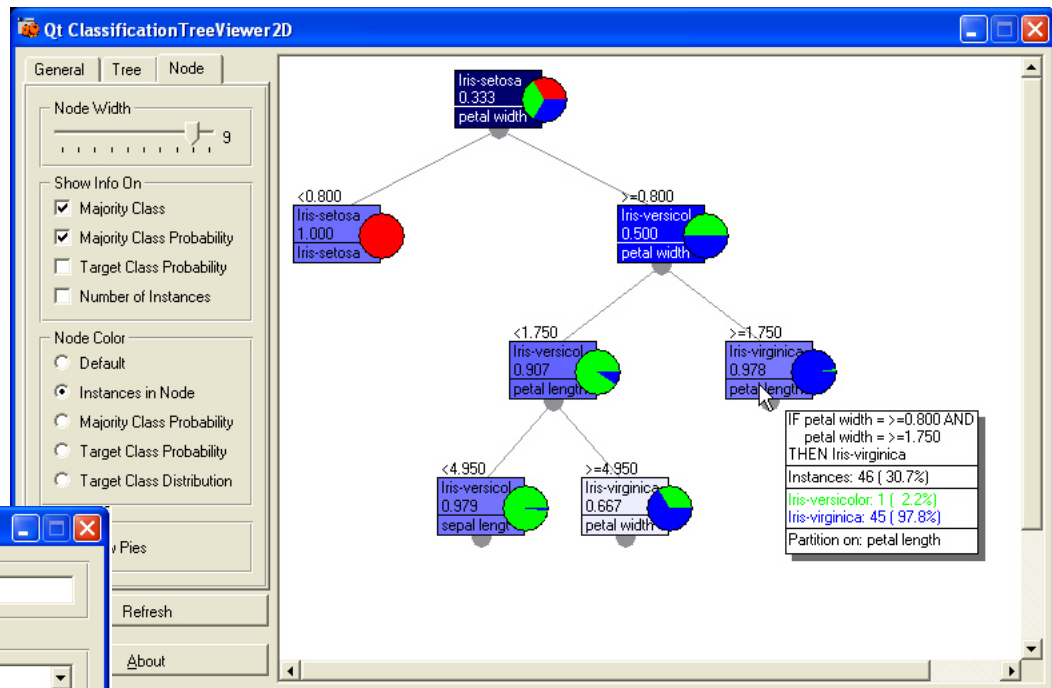 Qt ClassificationTreeViewer2D
General
Tree
Node
Node Width
9
Show Info On
Majority Class
Majority Class Probability
Target Class Probability
Number of Instances
Node Color
Default
Instances in Node
Majority Class Probability
Target Class Probability
Target Class Distribution
Pies
Refresh
About
Iris-setosa
0.333
petal width
<0.800
Iris-setosa
1.000
Iris-setosa
>=0.800
Iris-versicol
0.500
petal width
<1.750
Iris-versicol
0.907
petal length
>=1.750
Iris-virginica
0.978
petal length
<4.950
Iris-versicol
0.979
sepal lengt
>=4.950
Iris-virginica
0.667
petal width
IF petal width = >=0.800 AND
petal width = >=1.750
THEN Iris-virginica
Instances: 46 ( 30.7%)
Iris-versicolor: 1 ( 2.2%)
Iris-virginica: 45 ( 97.8%)
Partition on: petal length